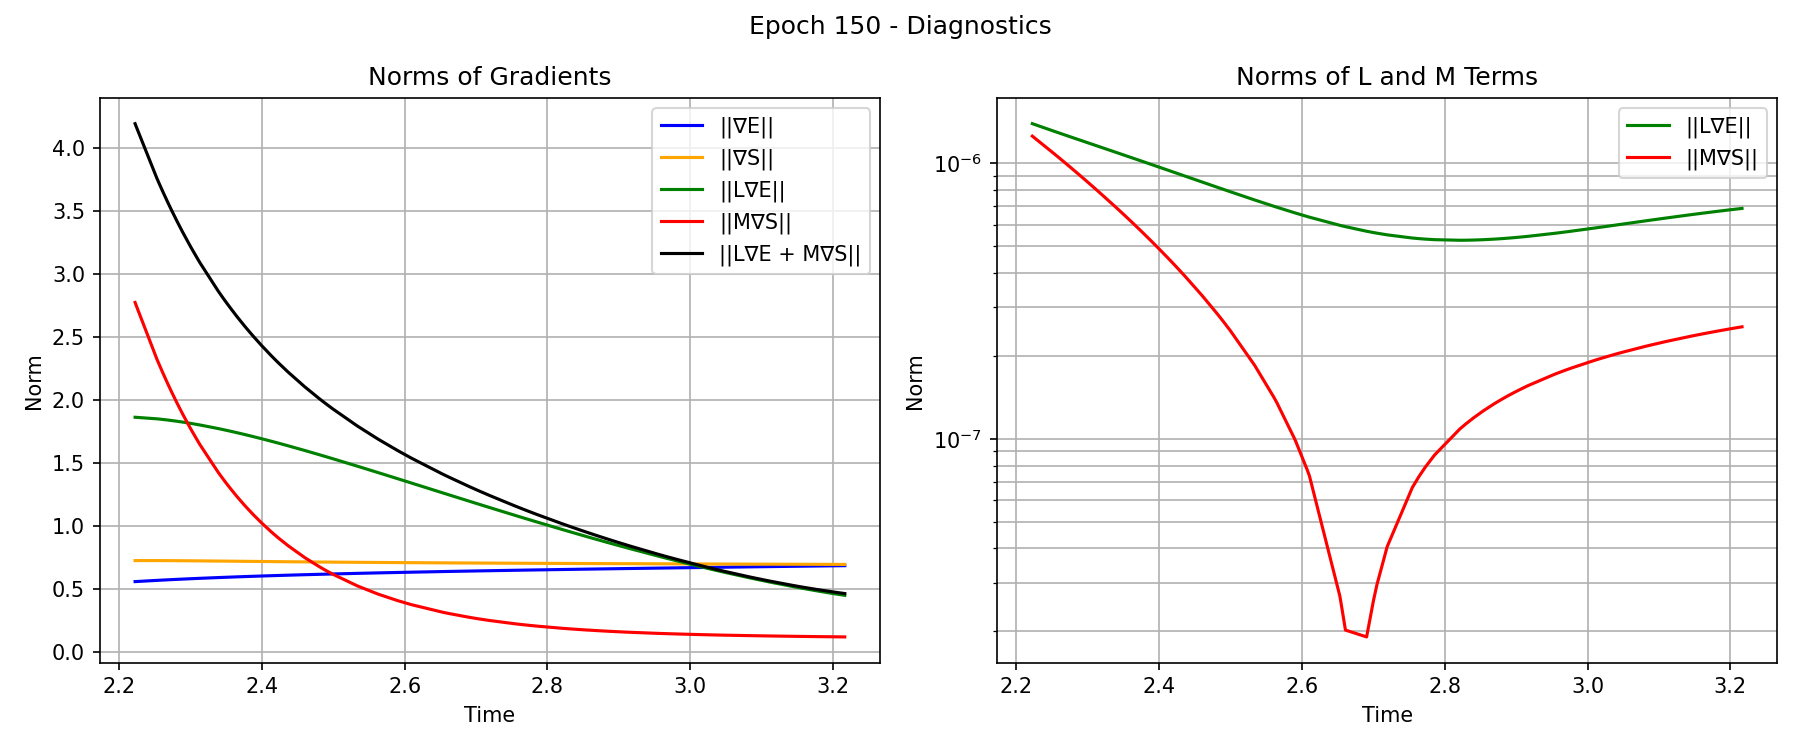 Epoch 150 - Diagnostics
Norms of Gradients
Norm
4.0
3.5
3.0
2.5
2.0
1.5
1.0
0.5
0.0
2.2 2.4 2.6 2.8 3.0 3.2
Time
||∇E||
||∇S||
||L∇E||
||M∇S||
||L∇E + M∇S||
Norms of L and M Terms
Norm
10⁻⁶
10⁻⁷
2.2 2.4 2.6 2.8 3.0 3.2
Time
||L∇E||
||M∇S||